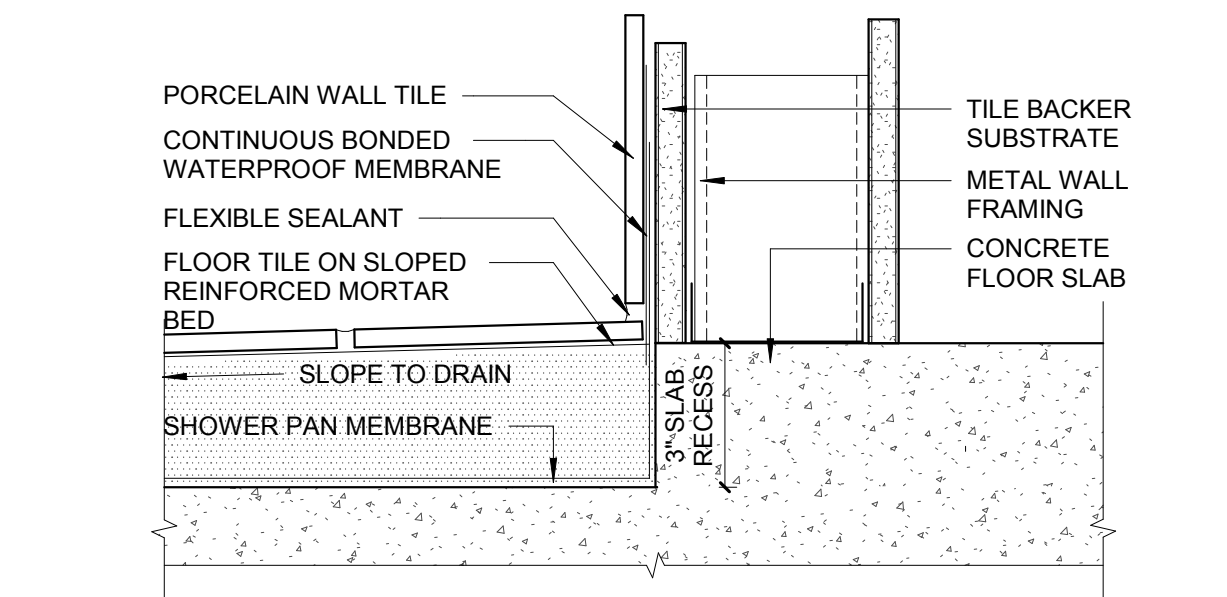 PORCELAIN WALL TILE
CONTINUOUS BONDED
WATERPROOF MEMBRANE
FLEXIBLE SEALANT
FLOOR TILE ON SLOPED
REINFORCED MORTAR
BED
SLOPE TO DRAIN
SHOWER PAN MEMBRANE
3" SLAB
RECESS
TILE BACKER
SUBSTRATE
METAL WALL
FRAMING
CONCRETE
FLOOR SLAB